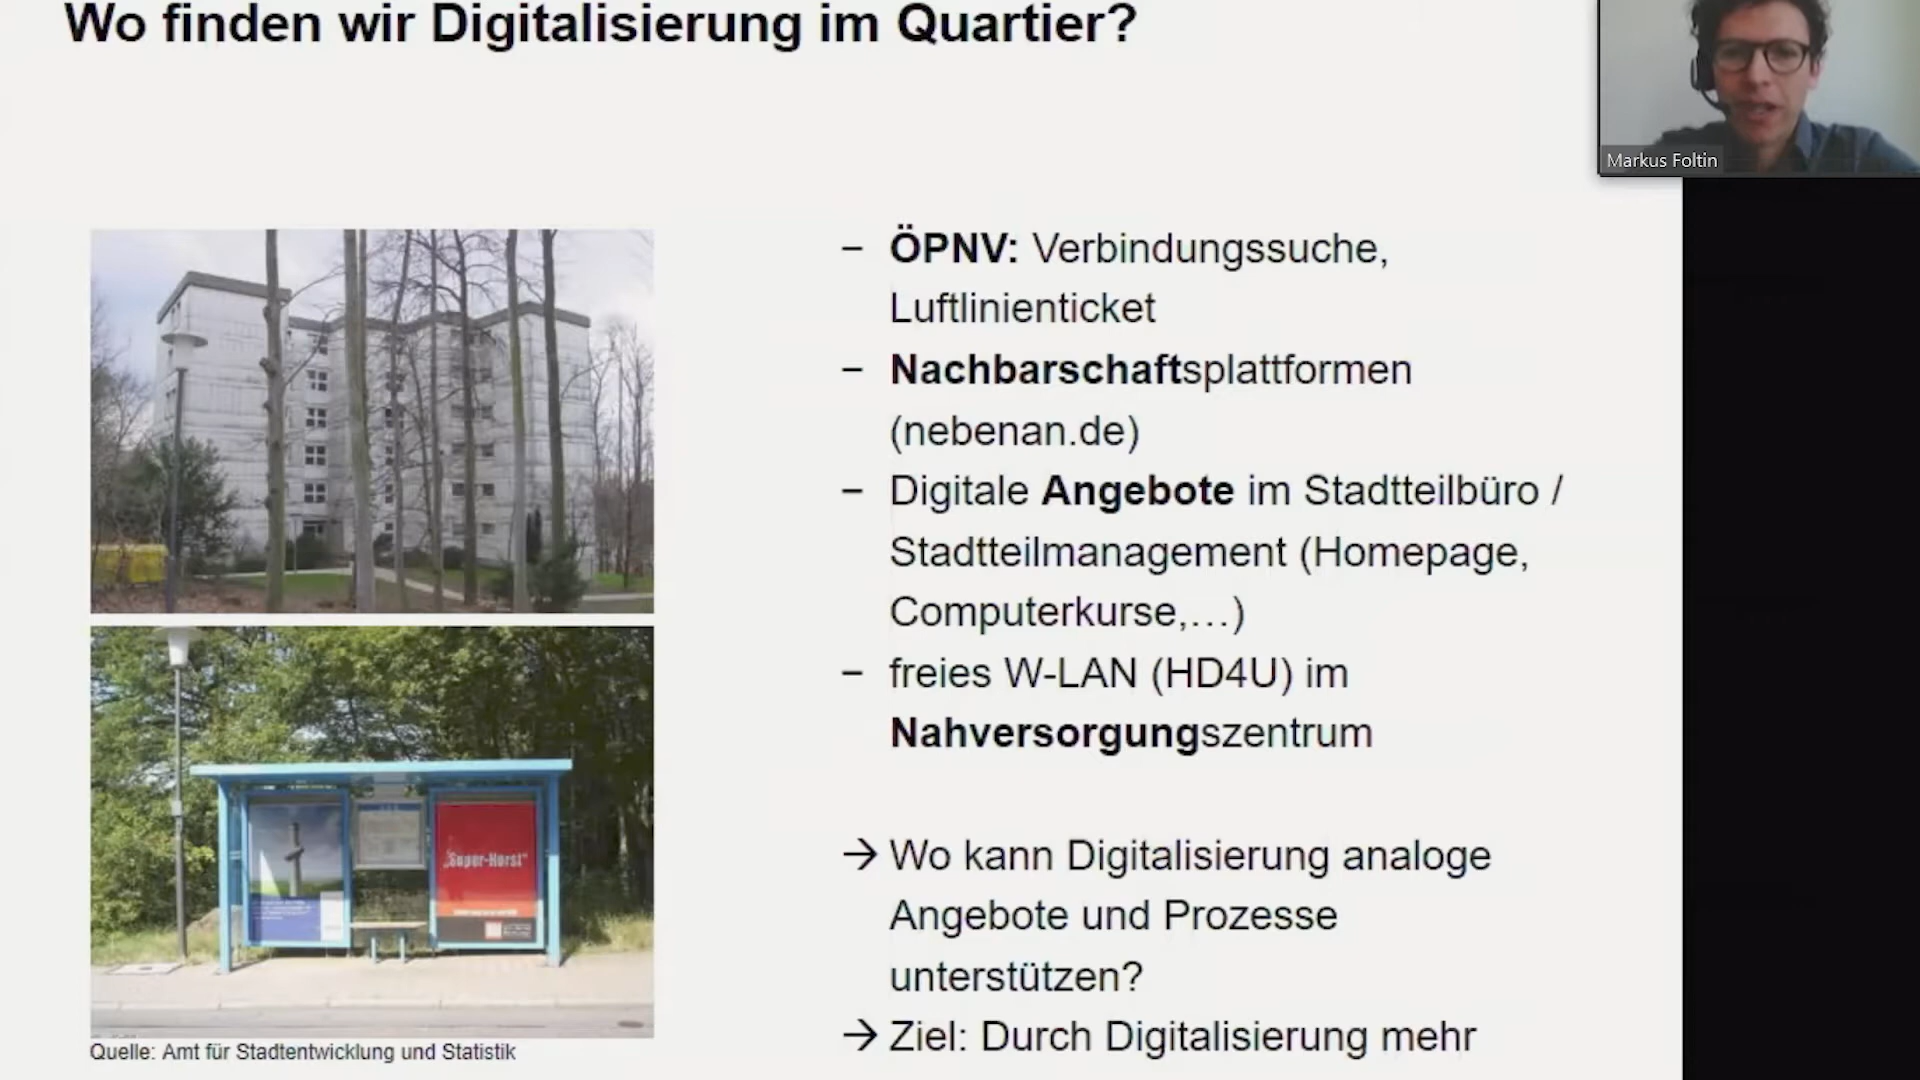 Wo finden wir Digitalisierung im Quartier?
Markus Foltin
– ÖPNV: Verbindungssuche,
Luftlinienticket
– Nachbarschaftsplattformen
(nebenan.de)
– Digitale Angebote im Stadtteilbüro /
Stadtteilmanagement (Homepage,
Computerkurse,…)
– freies W-LAN (HD4U) im
Nahversorgungszentrum
→ Wo kann Digitalisierung analoge
Angebote und Prozesse
unterstützen?
→ Ziel: Durch Digitalisierung mehr
„Super-Horst“
Quelle: Amt für Stadtentwicklung und Statistik